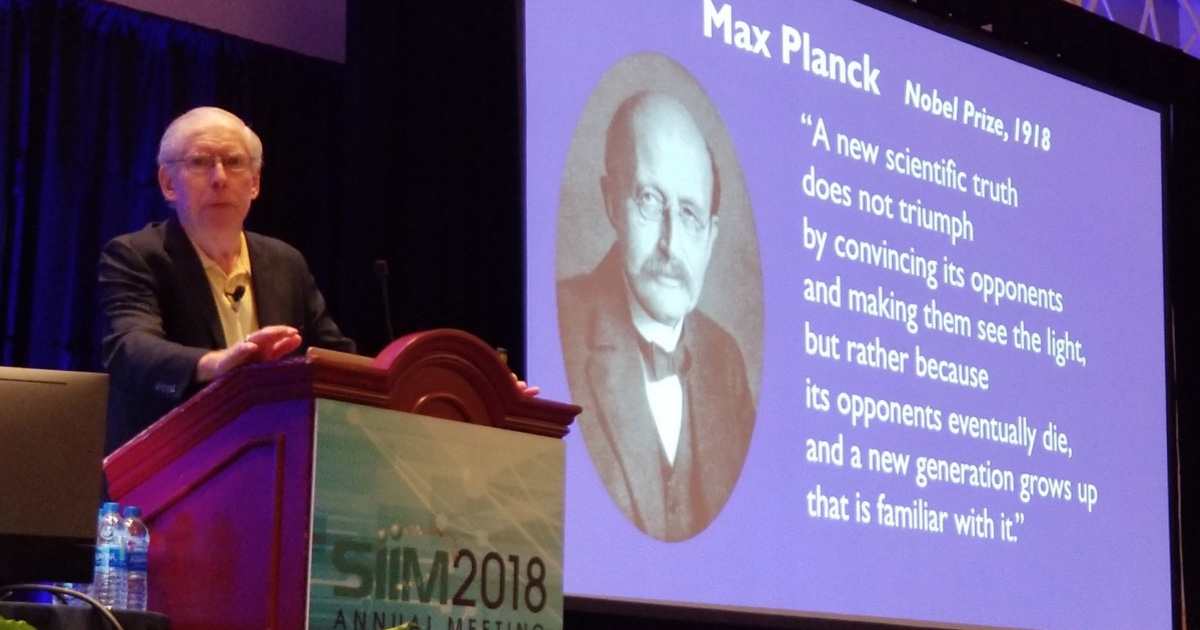 Max Planck Nobel Prize, 1918
“A new scientific truth
does not triumph
by convincing its opponents
and making them see the light,
but rather because
its opponents eventually die,
and a new generation grows up
that is familiar with it.”
SiiM2018
ANNUAL MEETING